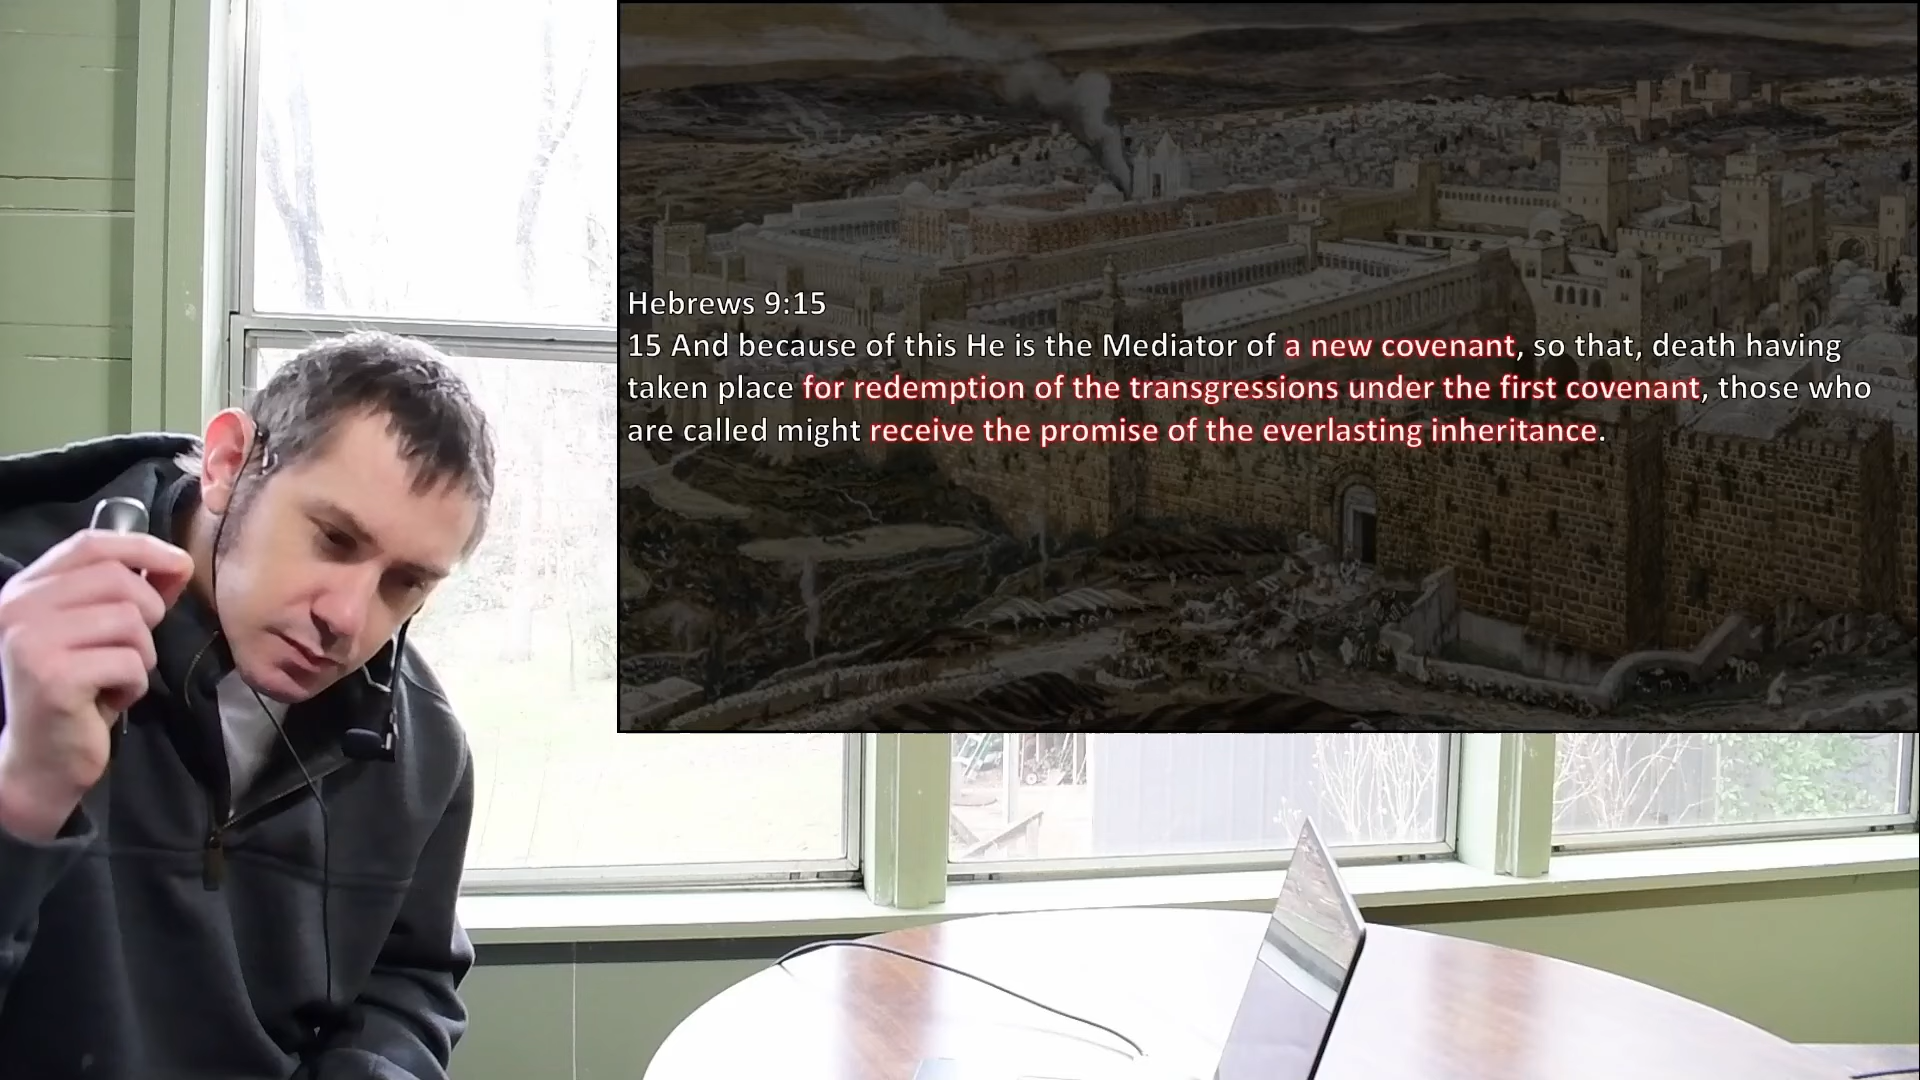 Hebrews 9:15
15 And because of this He is the Mediator of a new covenant, so that, death having
taken place for redemption of the transgressions under the first covenant, those who
are called might receive the promise of the everlasting inheritance.